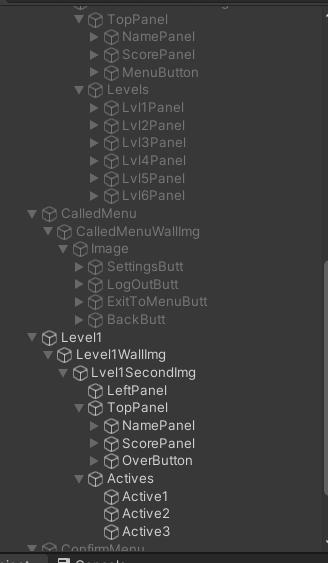 TopPanel
NamePanel
ScorePanel
MenuButton
Levels
Lvl1Panel
Lvl2Panel
Lvl3Panel
Lvl4Panel
Lvl5Panel
Lvl6Panel
CalledMenu
CalledMenuWallImg
Image
SettingsButt
LogOutButt
ExitToMenuButt
BackButt
Level1
Level1WallImg
Lvel1SecondImg
LeftPanel
TopPanel
NamePanel
ScorePanel
OverButton
Actives
Active1
Active2
Active3
ConfirmMenu